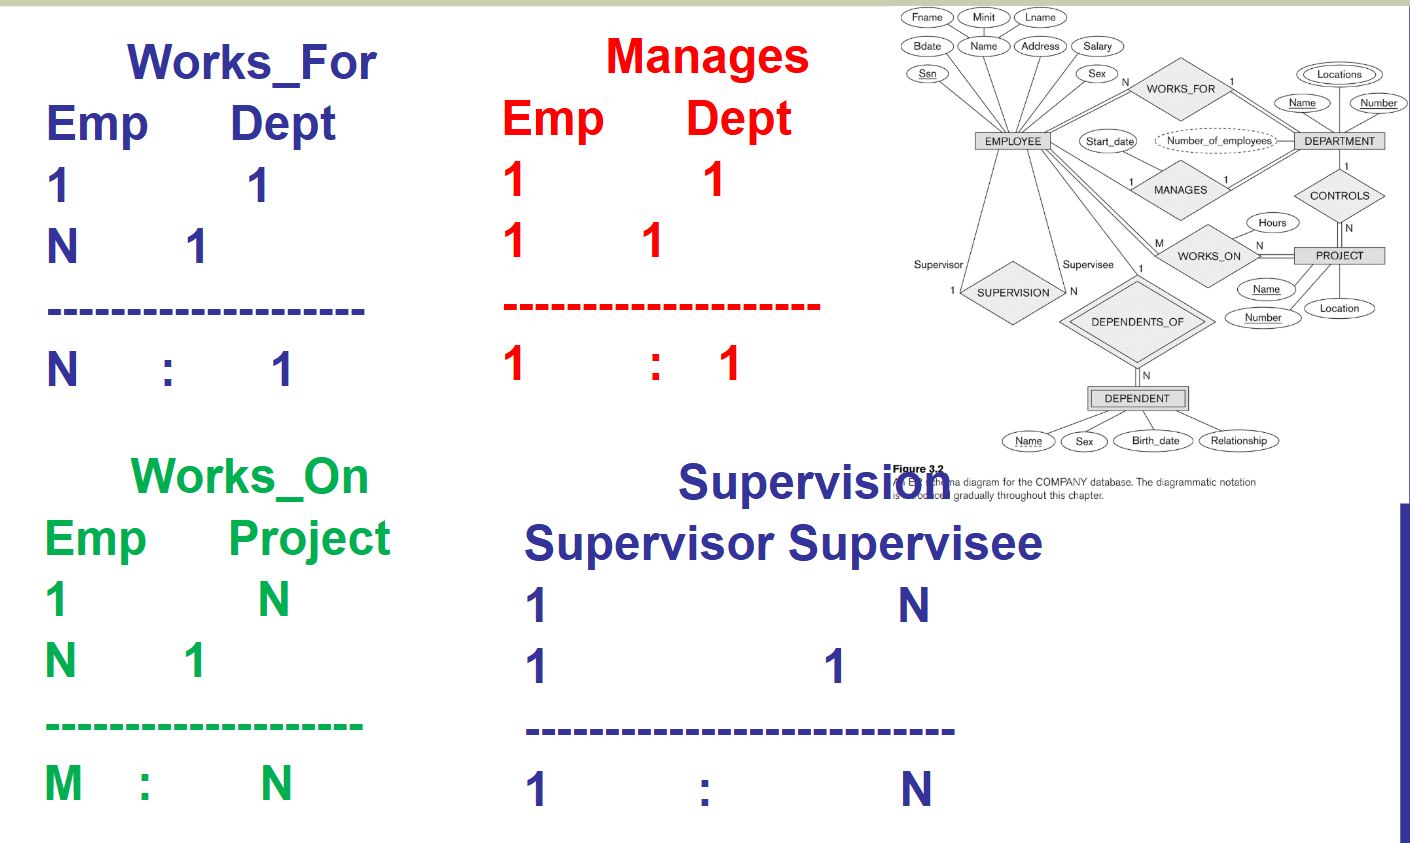 Works_For
Emp Dept
1 1
N 1
--------------------
N : 1
Manages
Emp Dept
1 1
1 1
--------------------
1 : 1
Works_On
Emp Project
1 N
N 1
--------------------
M : N
Supervision
Supervisor Supervisee
1 N
1 1
---------------------------
1 : N
Fname Minit Lname
Bdate Name Address Salary
Ssn Sex
N WORKS_FOR 1
Locations
Name Number
EMPLOYEE
Start_date
Number_of_employees
DEPARTMENT
1 MANAGES 1
1
CONTROLS
N
Hours
M WORKS_ON N
PROJECT
Name
Number
Location
Supervisor Supervisee
1 SUPERVISION N
1
DEPENDENTS_OF
N
DEPENDENT
Name Sex Birth_date Relationship
Figure 3.2
schema diagram for the COMPANY database. The diagrammatic notation
gradually throughout this chapter.